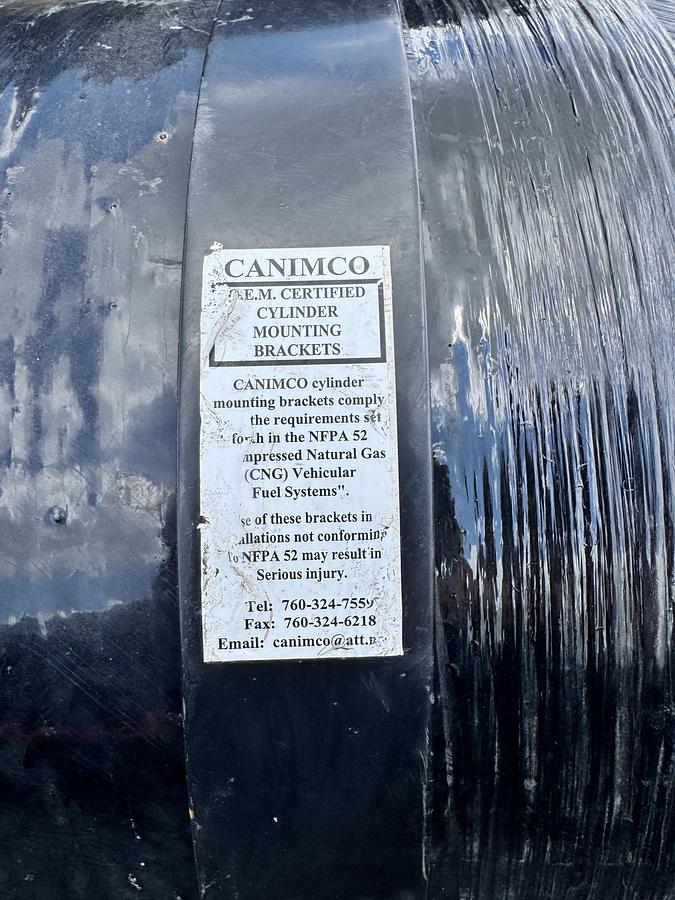 CANIMCO
.E.M. CERTIFIED
CYLINDER
MOUNTING
BRACKETS
CANIMCO cylinder
mounting brackets comply
the requirements set
in the NFPA 52
mpressed Natural Gas
(CNG) Vehicular
Fuel Systems".
se of these brackets in
allations not conforming
NFPA 52 may result in
Serious injury.
Tel: 760-324-7559
Fax: 760-324-6218
Email: canimco@att.n